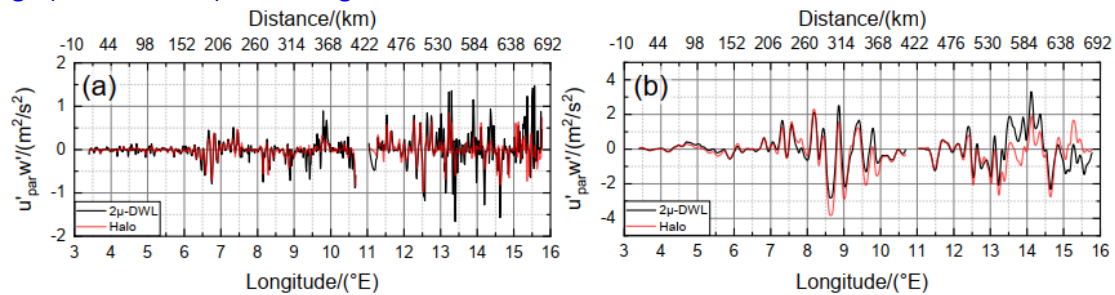 Distance/(km)
-10 44 98 152 206 260 314 368 422 476 530 584 638 692
(a)
2
1
0
-1
-2
u'parw'/(m²/s²)
2μ-DWL
Halo
3 4 5 6 7 8 9 10 11 12 13 14 15 16
Longitude/(°E)
Distance/(km)
-10 44 98 152 206 260 314 368 422 476 530 584 638 692
(b)
4
2
0
-2
-4
u'parw'/(m²/s²)
2μ-DWL
Halo
3 4 5 6 7 8 9 10 11 12 13 14 15 16
Longitude/(°E)